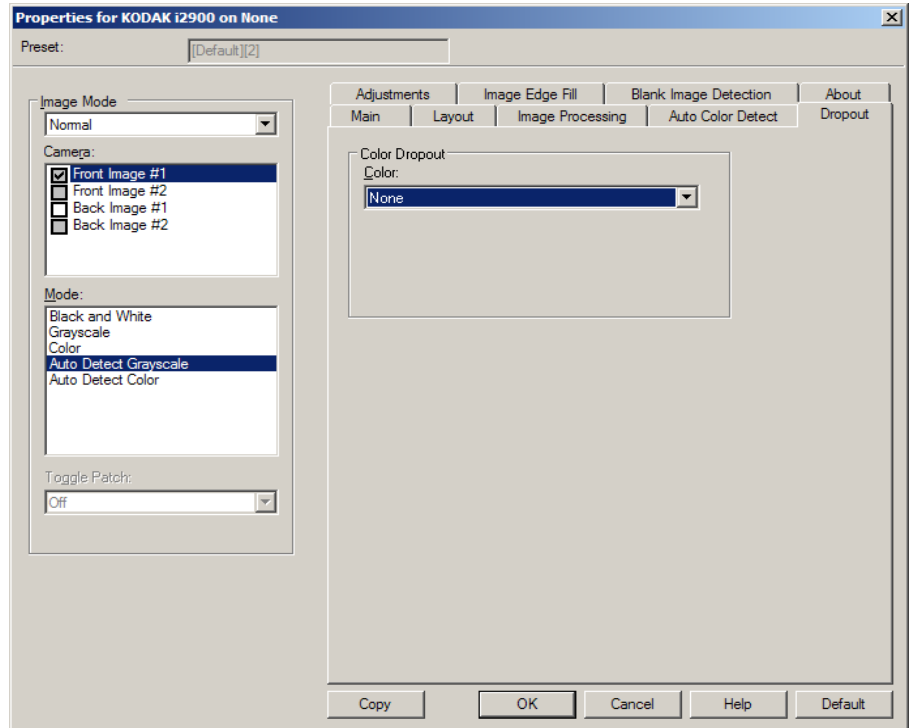 Properties for KODAK i2900 on None
Preset:
[Default][2]
Image Mode
Normal
Camera:
Front Image #1
Front Image #2
Back Image #1
Back Image #2
Mode:
Black and White
Grayscale
Color
Auto Detect Grayscale
Auto Detect Color
Toggle Patch:
Off
Adjustments Image Edge Fill Blank Image Detection About
Main Layout Image Processing Auto Color Detect Dropout
Color Dropout
Color:
None
Copy OK Cancel Help Default